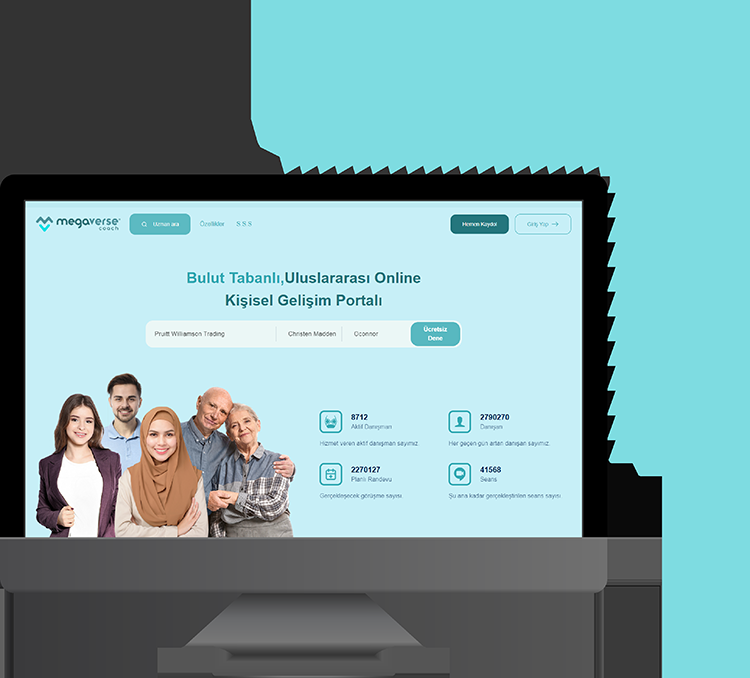 megaverse
coach
Uzman ara
Özellikler
S.S.S
Hemen Kaydol
Giriş Yap
Bulut Tabanlı,Uluslararası Online
Kişisel Gelişim Portalı
Pruitt Williamson Trading
Christen Madden
Oconnor
Ücretsiz
Dene
8712
Aktif Danışman
Hizmet veren aktif danışman sayımız.
2790270
Danışan
Her geçen gün artan danışan sayımız.
2270127
Planlı Randevu
Gerçekleşecek görüşme sayısı
41568
Seans
Şu ana kadar gerçekleştirilen seans sayısı